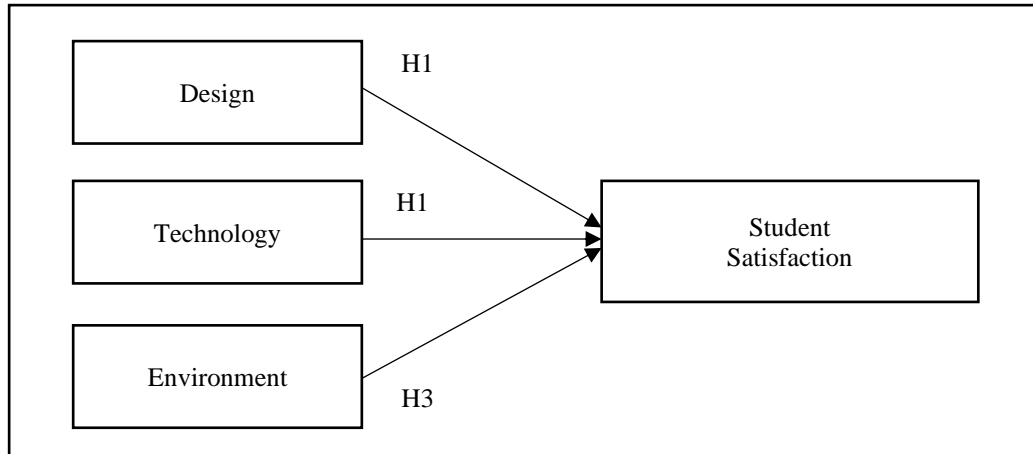 H1
Design
H1
Technology
Student
Satisfaction
Environment
H3